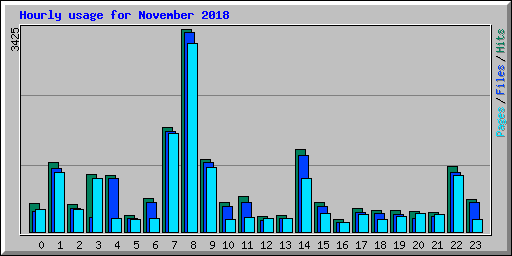 Hourly usage for November 2018
3425
Pages / Files / Hits
0 1 2 3 4 5 6 7 8 9 10 11 12 13 14 15 16 17 18 19 20 21 22 23